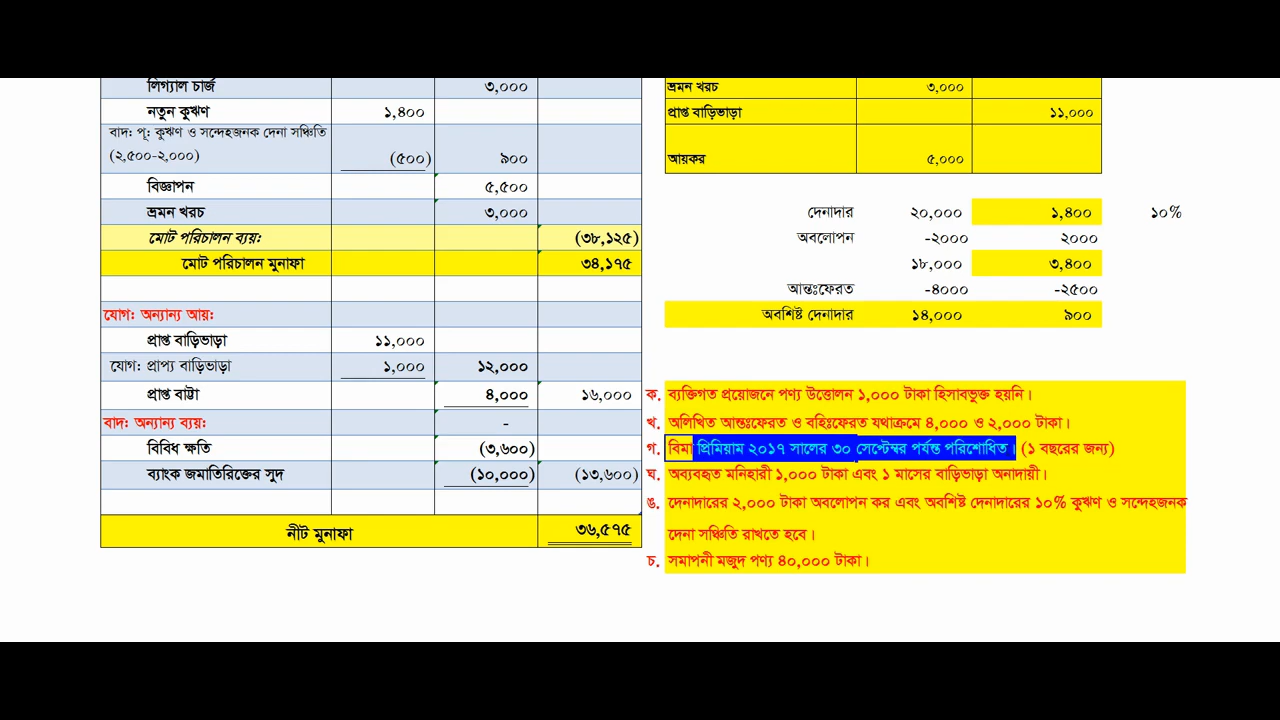 লিগ্যাল চার্জ ৩,০০০
নতুন কুঋণ ১,৪০০
বাদ: পূ: কুঋণ ও সন্দেহজনক দেনা সঞ্চিতি
(২,৫০০-২,০০০) (৫০০) ৯০০
বিজ্ঞাপন ৫,৫০০
ভ্রমন খরচ ৩,০০০
মোট পরিচালন ব্যয়: (৩৮,১২৫)
মোট পরিচালন মুনাফা ৩৪,১৭৫
যোগ: অন্যান্য আয়:
প্রাপ্ত বাড়িভাড়া ১১,০০০
যোগ: প্রাপ্য বাড়িভাড়া ১,০০০ ১২,০০০
প্রাপ্ত বাট্টা ৪,০০০ ১৬,০০০
বাদ: অন্যান্য ব্যয়: -
বিবিধ ক্ষতি (৩,৬০০)
ব্যাংক জমাতিরিক্তের সুদ (১০,০০০) (১৩,৬০০)
নীট মুনাফা ৩৬,৫৭৫
ভ্রমন খরচ ৩,০০০
প্রাপ্ত বাড়িভাড়া ১১,০০০
আয়কর ৫,০০০
দেনাদার ২০,০০০ ১,৪০০ ১০%
অবলোপন -২০০০ ২০০০
১৮,০০০ ৩,৪০০
আন্তঃফেরত -৪০০০ -২৫০০
অবশিষ্ট দেনাদার ১৪,০০০ ৯০০
ক. ব্যক্তিগত প্রয়োজনে পণ্য উত্তোলন ১,০০০ টাকা হিসাবভুক্ত হয়নি।
খ. অলিখিত আন্তঃফেরত ও বহিঃফেরত যথাক্রমে ৪,০০০ ও ২,০০০ টাকা।
গ. বিমা প্রিমিয়াম ২০১৭ সালের ৩০ সেপ্টেম্বর পর্যন্ত পরিশোধিত। (১ বছরের জন্য)
ঘ. অব্যবহৃত মনিহারী ১,০০০ টাকা এবং ১ মাসের বাড়িভাড়া অনাদায়ী।
ঙ. দেনাদারের ২,০০০ টাকা অবলোপন কর এবং অবশিষ্ট দেনাদারের ১০% কুঋণ ও সন্দেহজনক
দেনা সঞ্চিতি রাখতে হবে।
চ. সমাপনী মজুদ পণ্য ৪০,০০০ টাকা।